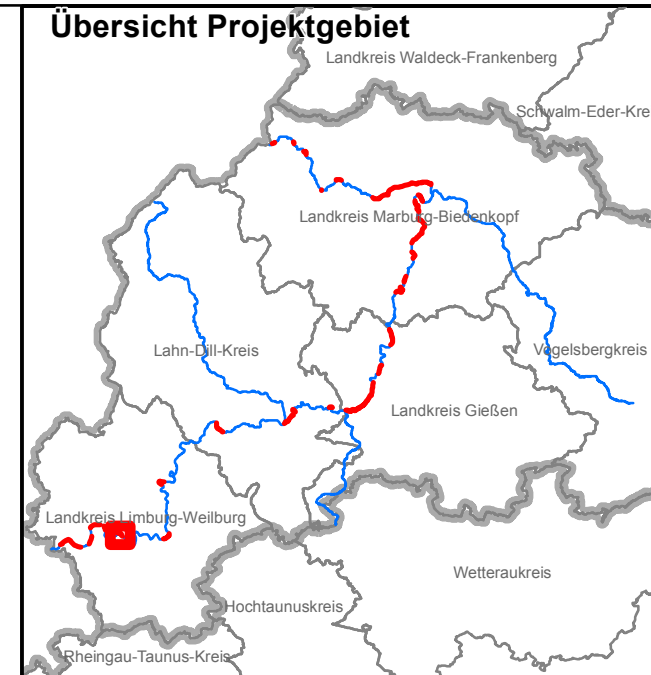 Übersicht Projektgebiet
Landkreis Waldeck-Frankenberg
Schwalm-Eder-Kre
Landkreis Marburg-Biedenkopf
Lahn-Dill-Kreis
Vogelsbergkreis
Landkreis Gießen
Landkreis Limburg-Weilburg
Wetteraukreis
Hochtaunuskreis
Rheingau-Taunus-Kreis